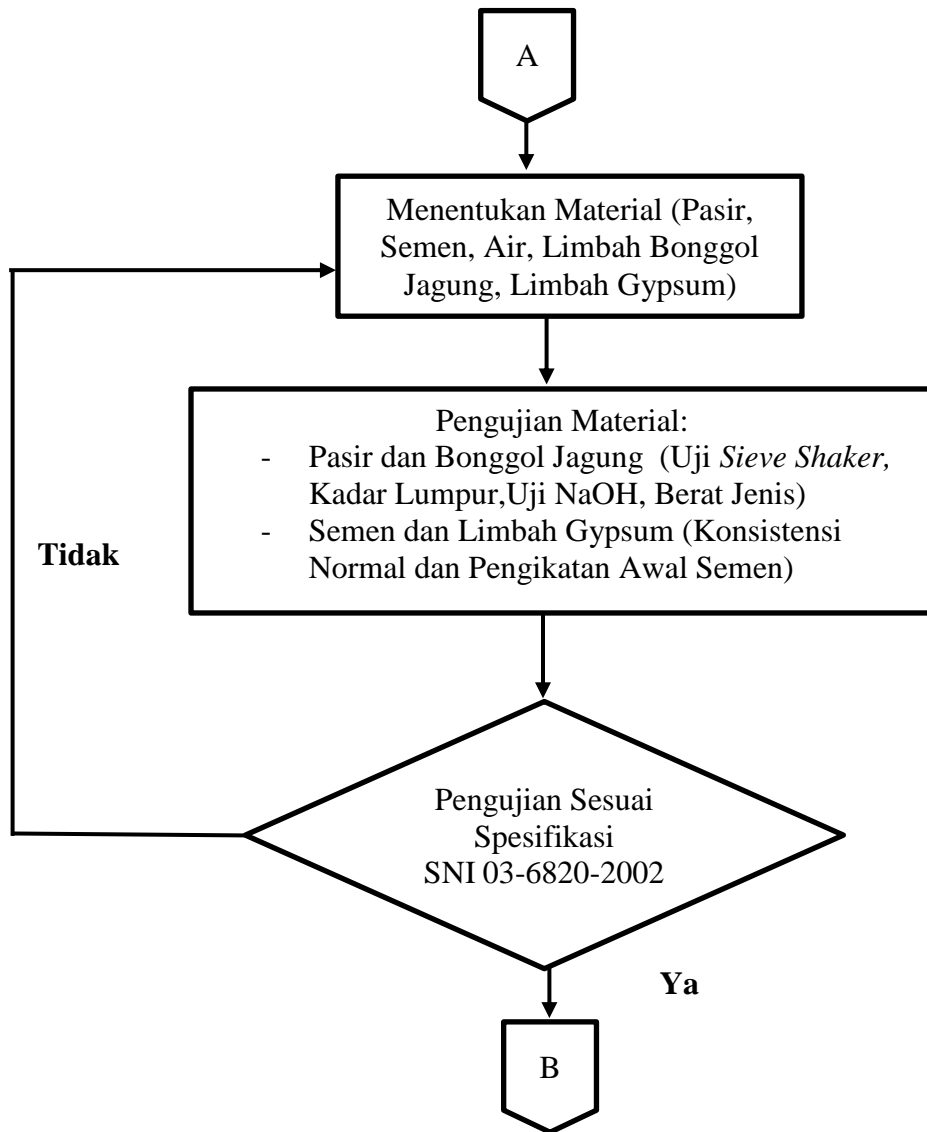 A
Menentukan Material (Pasir,
Semen, Air, Limbah Bonggol
Jagung, Limbah Gypsum)
Pengujian Material:
- Pasir dan Bonggol Jagung (Uji Sieve Shaker,
Kadar Lumpur,Uji NaOH, Berat Jenis)
- Semen dan Limbah Gypsum (Konsistensi
Normal dan Pengikatan Awal Semen)
Tidak
Pengujian Sesuai
Spesifikasi
SNI 03-6820-2002
Ya
B